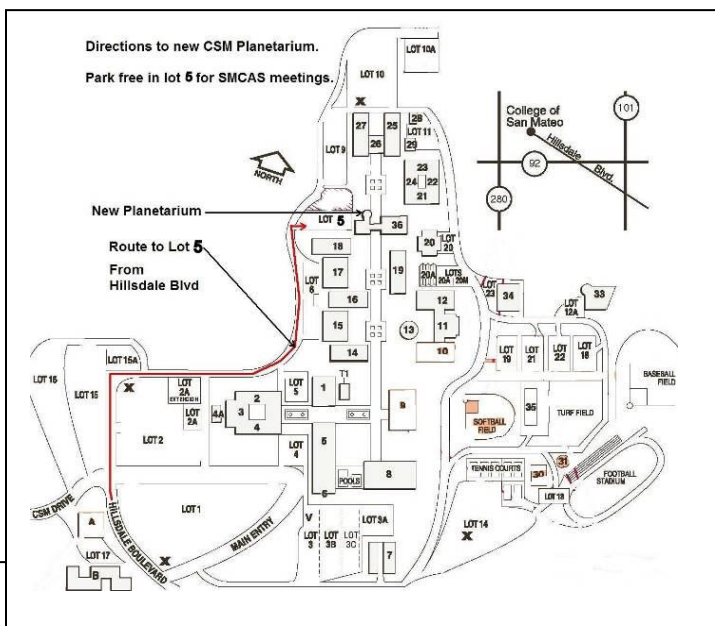 Directions to new CSM Planetarium.
Park free in lot 5 for SMCAS meetings.
LOT 10A
LOT 10
X
101
College of
San Mateo
Hillsdale
Blvd.
92
280
27
25
26
28
LOT 11
29
LOT 9
23
24
22
21
NORTH
New Planetarium
LOT 5
36
Route to Lot 5
From
Hillsdale Blvd
18
17
LOT 6
16
15
14
19
20
LOT 20
20A
LOTS
20A 20M
12
11
13
10
LOT 23
34
LOT 12A
33
LOT 19
LOT 21
LOT 22
LOT 18
BASEBALL
FIELD
35
TURF FIELD
SOFTBALL
FIELD
LOT 16
LOT 15
LOT 15A
X
LOT 2A
EXTENSION
LOT 2A
LOT 2
4A
2
3
4
LOT 5
1
T1
9
5
6
LOT 4
POOLS
8
TENNIS COURTS
30
31
FOOTBALL
STADIUM
LOT 13
CSM DRIVE
A
LOT 17
B
HILLSDALE BOULEVARD
LOT 1
MAIN ENTRY
X
V
LOT 3
LOT 3B
LOT 3C
LOT 3A
7
LOT 14
X